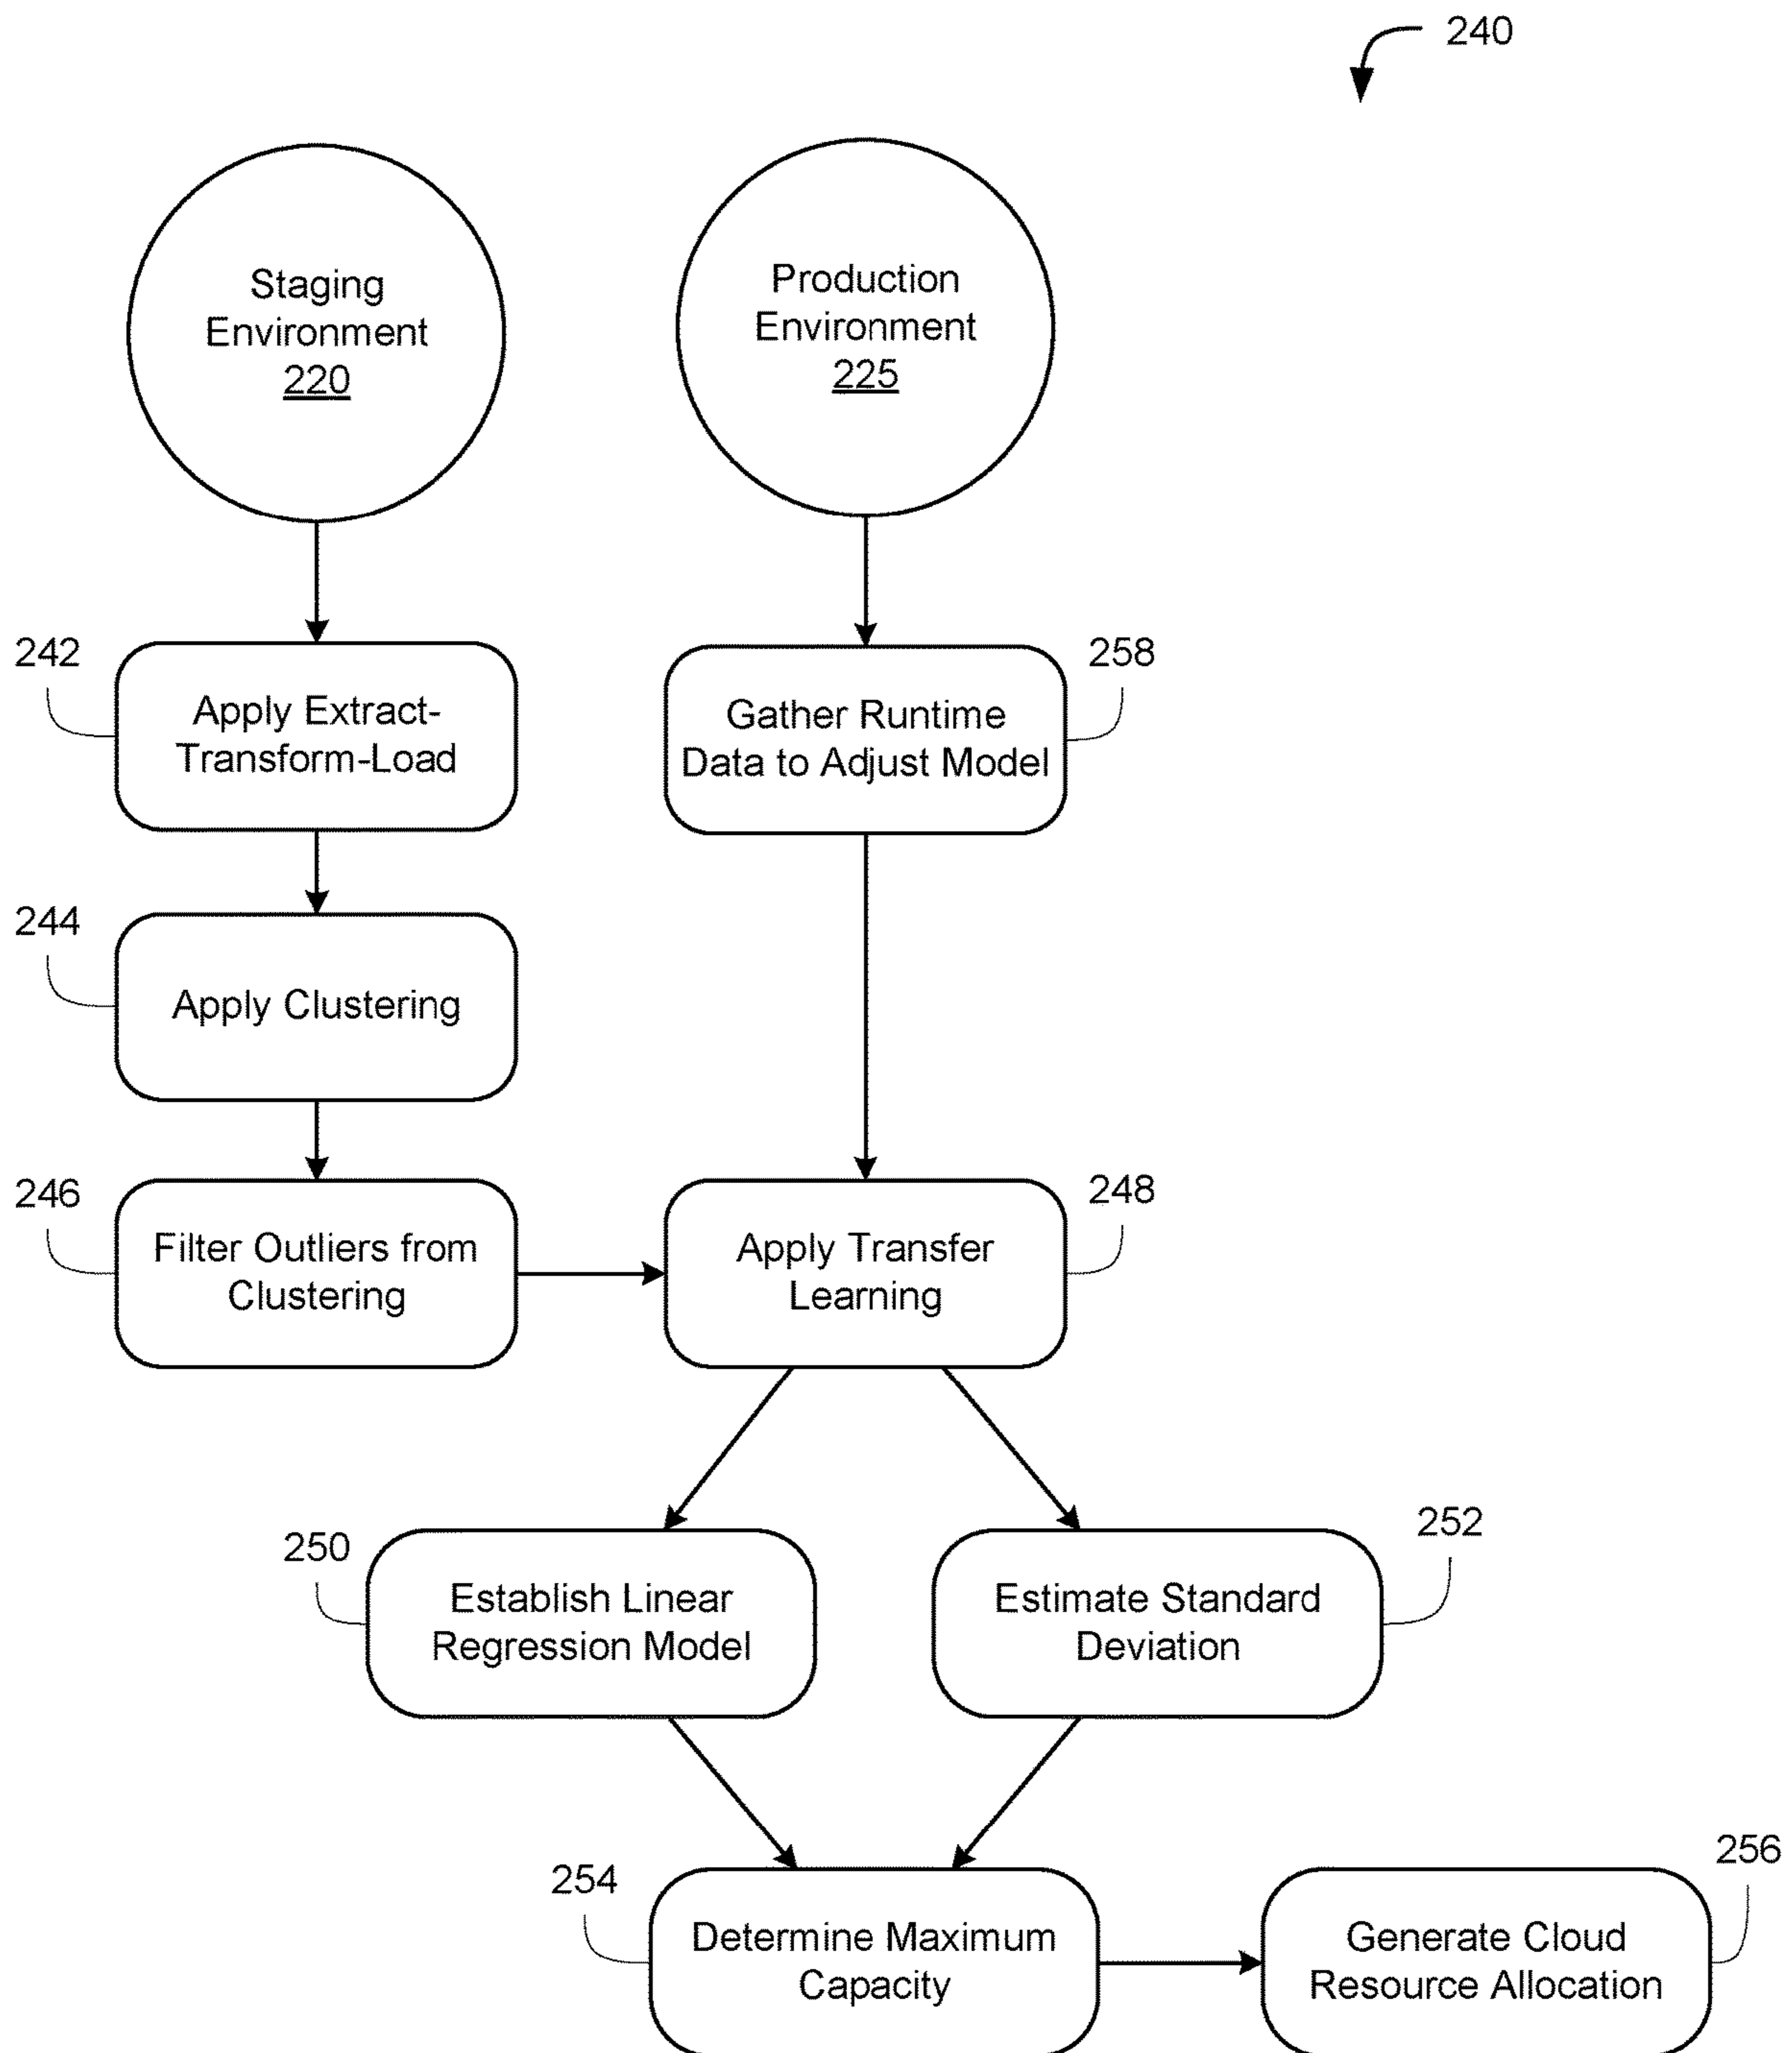 240
Staging
Environment
220
Production
Environment
225
242
Apply Extract-
Transform-Load
258
Gather Runtime
Data to Adjust Model
244
Apply Clustering
246
Filter Outliers from
Clustering
248
Apply Transfer
Learning
250
Establish Linear
Regression Model
252
Estimate Standard
Deviation
254
Determine Maximum
Capacity
256
Generate Cloud
Resource Allocation